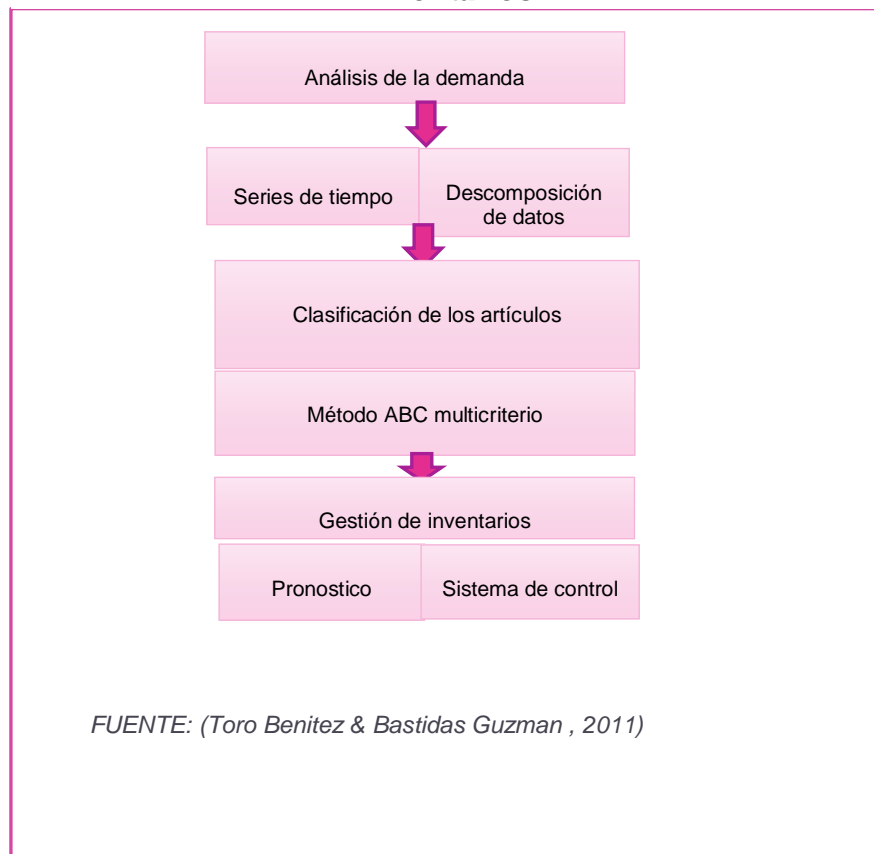 Análisis de la demanda
Series de tiempo
Descomposición
de datos
Clasificación de los artículos
Método ABC multicriterio
Gestión de inventarios
Pronostico
Sistema de control
FUENTE: (Toro Benitez & Bastidas Guzman , 2011)